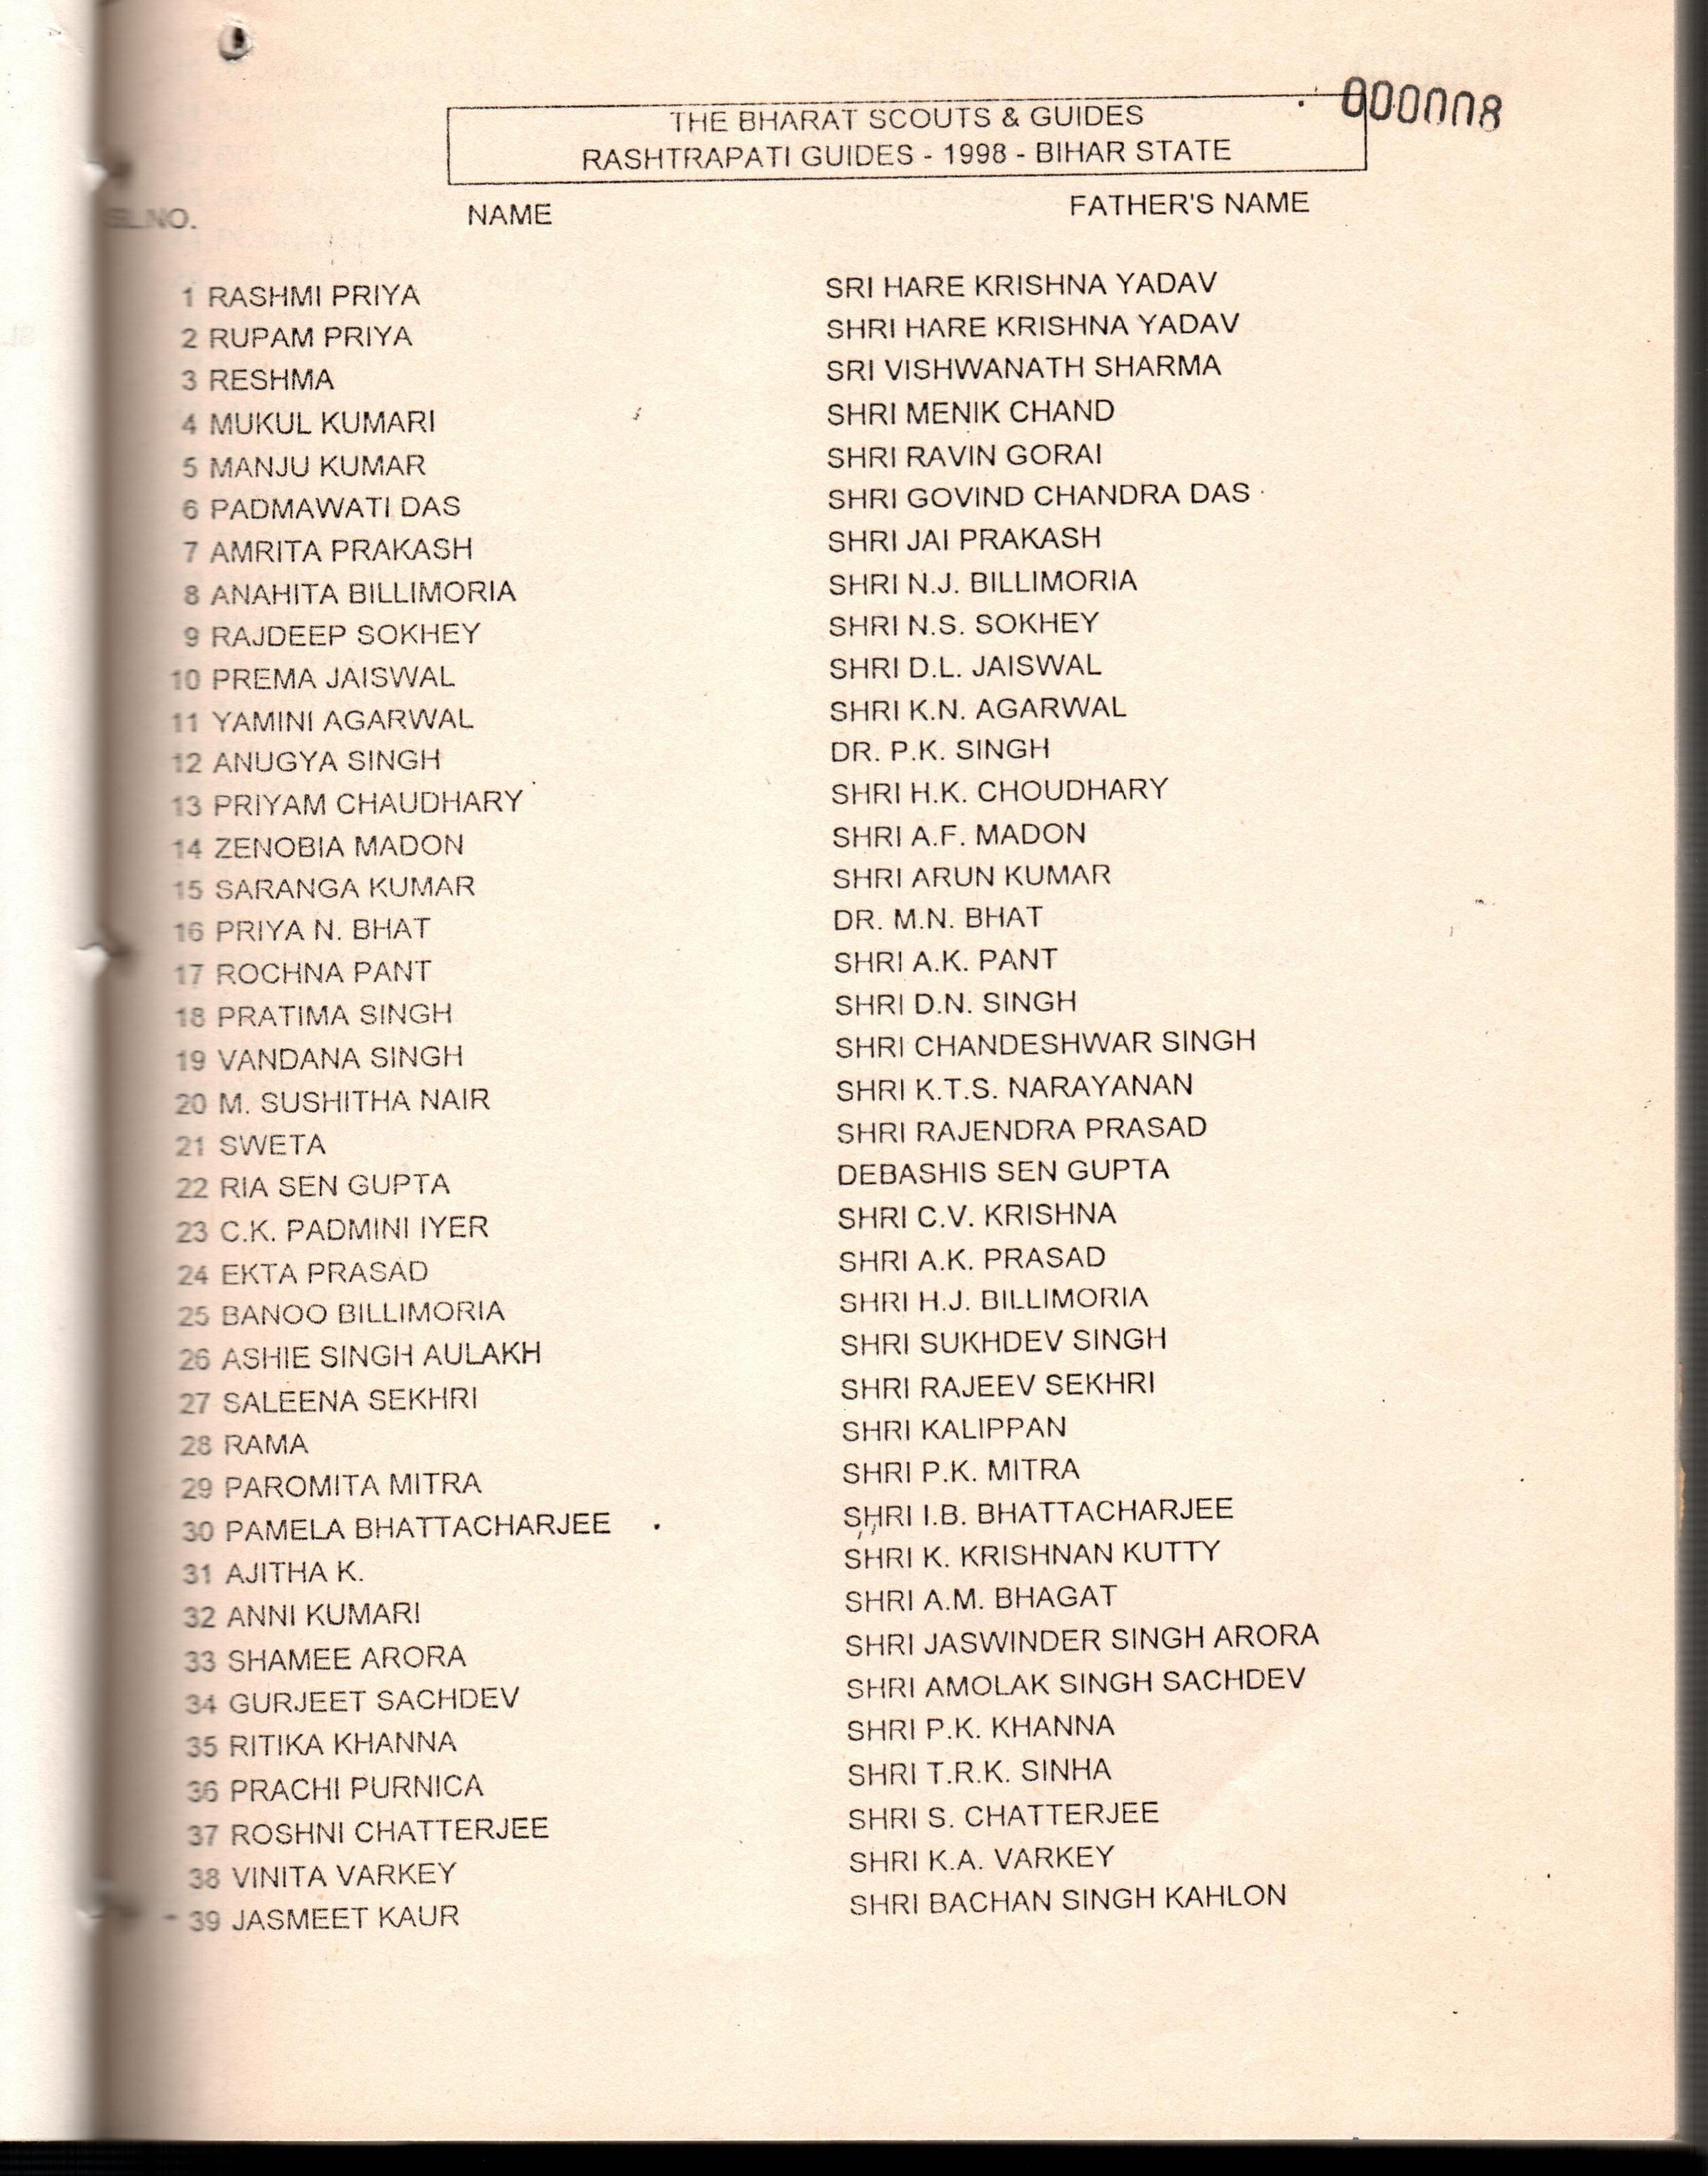 000008
THE BHARAT SCOUTS & GUIDES
RASHTRAPATI GUIDES - 1998 - BIHAR STATE
SL.NO. NAME FATHER'S NAME
1 RASHMI PRIYA SRI HARE KRISHNA YADAV
2 RUPAM PRIYA SHRI HARE KRISHNA YADAV
3 RESHMA SRI VISHWANATH SHARMA
4 MUKUL KUMARI SHRI MENIK CHAND
5 MANJU KUMAR SHRI RAVIN GORAI
6 PADMAWATI DAS SHRI GOVIND CHANDRA DAS
7 AMRITA PRAKASH SHRI JAI PRAKASH
8 ANAHITA BILLIMORIA SHRI N.J. BILLIMORIA
9 RAJDEEP SOKHEY SHRI N.S. SOKHEY
10 PREMA JAISWAL SHRI D.L. JAISWAL
11 YAMINI AGARWAL SHRI K.N. AGARWAL
12 ANUGYA SINGH DR. P.K. SINGH
13 PRIYAM CHAUDHARY SHRI H.K. CHOUDHARY
14 ZENOBIA MADON SHRI A.F. MADON
15 SARANGA KUMAR SHRI ARUN KUMAR
16 PRIYA N. BHAT DR. M.N. BHAT
17 ROCHNA PANT SHRI A.K. PANT
18 PRATIMA SINGH SHRI D.N. SINGH
19 VANDANA SINGH SHRI CHANDESHWAR SINGH
20 M. SUSHITHA NAIR SHRI K.T.S. NARAYANAN
21 SWETA SHRI RAJENDRA PRASAD
22 RIA SEN GUPTA DEBASHIS SEN GUPTA
23 C.K. PADMINI IYER SHRI C.V. KRISHNA
24 EKTA PRASAD SHRI A.K. PRASAD
25 BANOO BILLIMORIA SHRI H.J. BILLIMORIA
26 ASHIE SINGH AULAKH SHRI SUKHDEV SINGH
27 SALEENA SEKHRI SHRI RAJEEV SEKHRI
28 RAMA SHRI KALIPPAN
29 PAROMITA MITRA SHRI P.K. MITRA
30 PAMELA BHATTACHARJEE SHRI I.B. BHATTACHARJEE
31 AJITHA K. SHRI K. KRISHNAN KUTTY
32 ANNI KUMARI SHRI A.M. BHAGAT
33 SHAMEE ARORA SHRI JASWINDER SINGH ARORA
34 GURJEET SACHDEV SHRI AMOLAK SINGH SACHDEV
35 RITIKA KHANNA SHRI P.K. KHANNA
36 PRACHI PURNICA SHRI T.R.K. SINHA
37 ROSHNI CHATTERJEE SHRI S. CHATTERJEE
38 VINITA VARKEY SHRI K.A. VARKEY
39 JASMEET KAUR SHRI BACHAN SINGH KAHLON